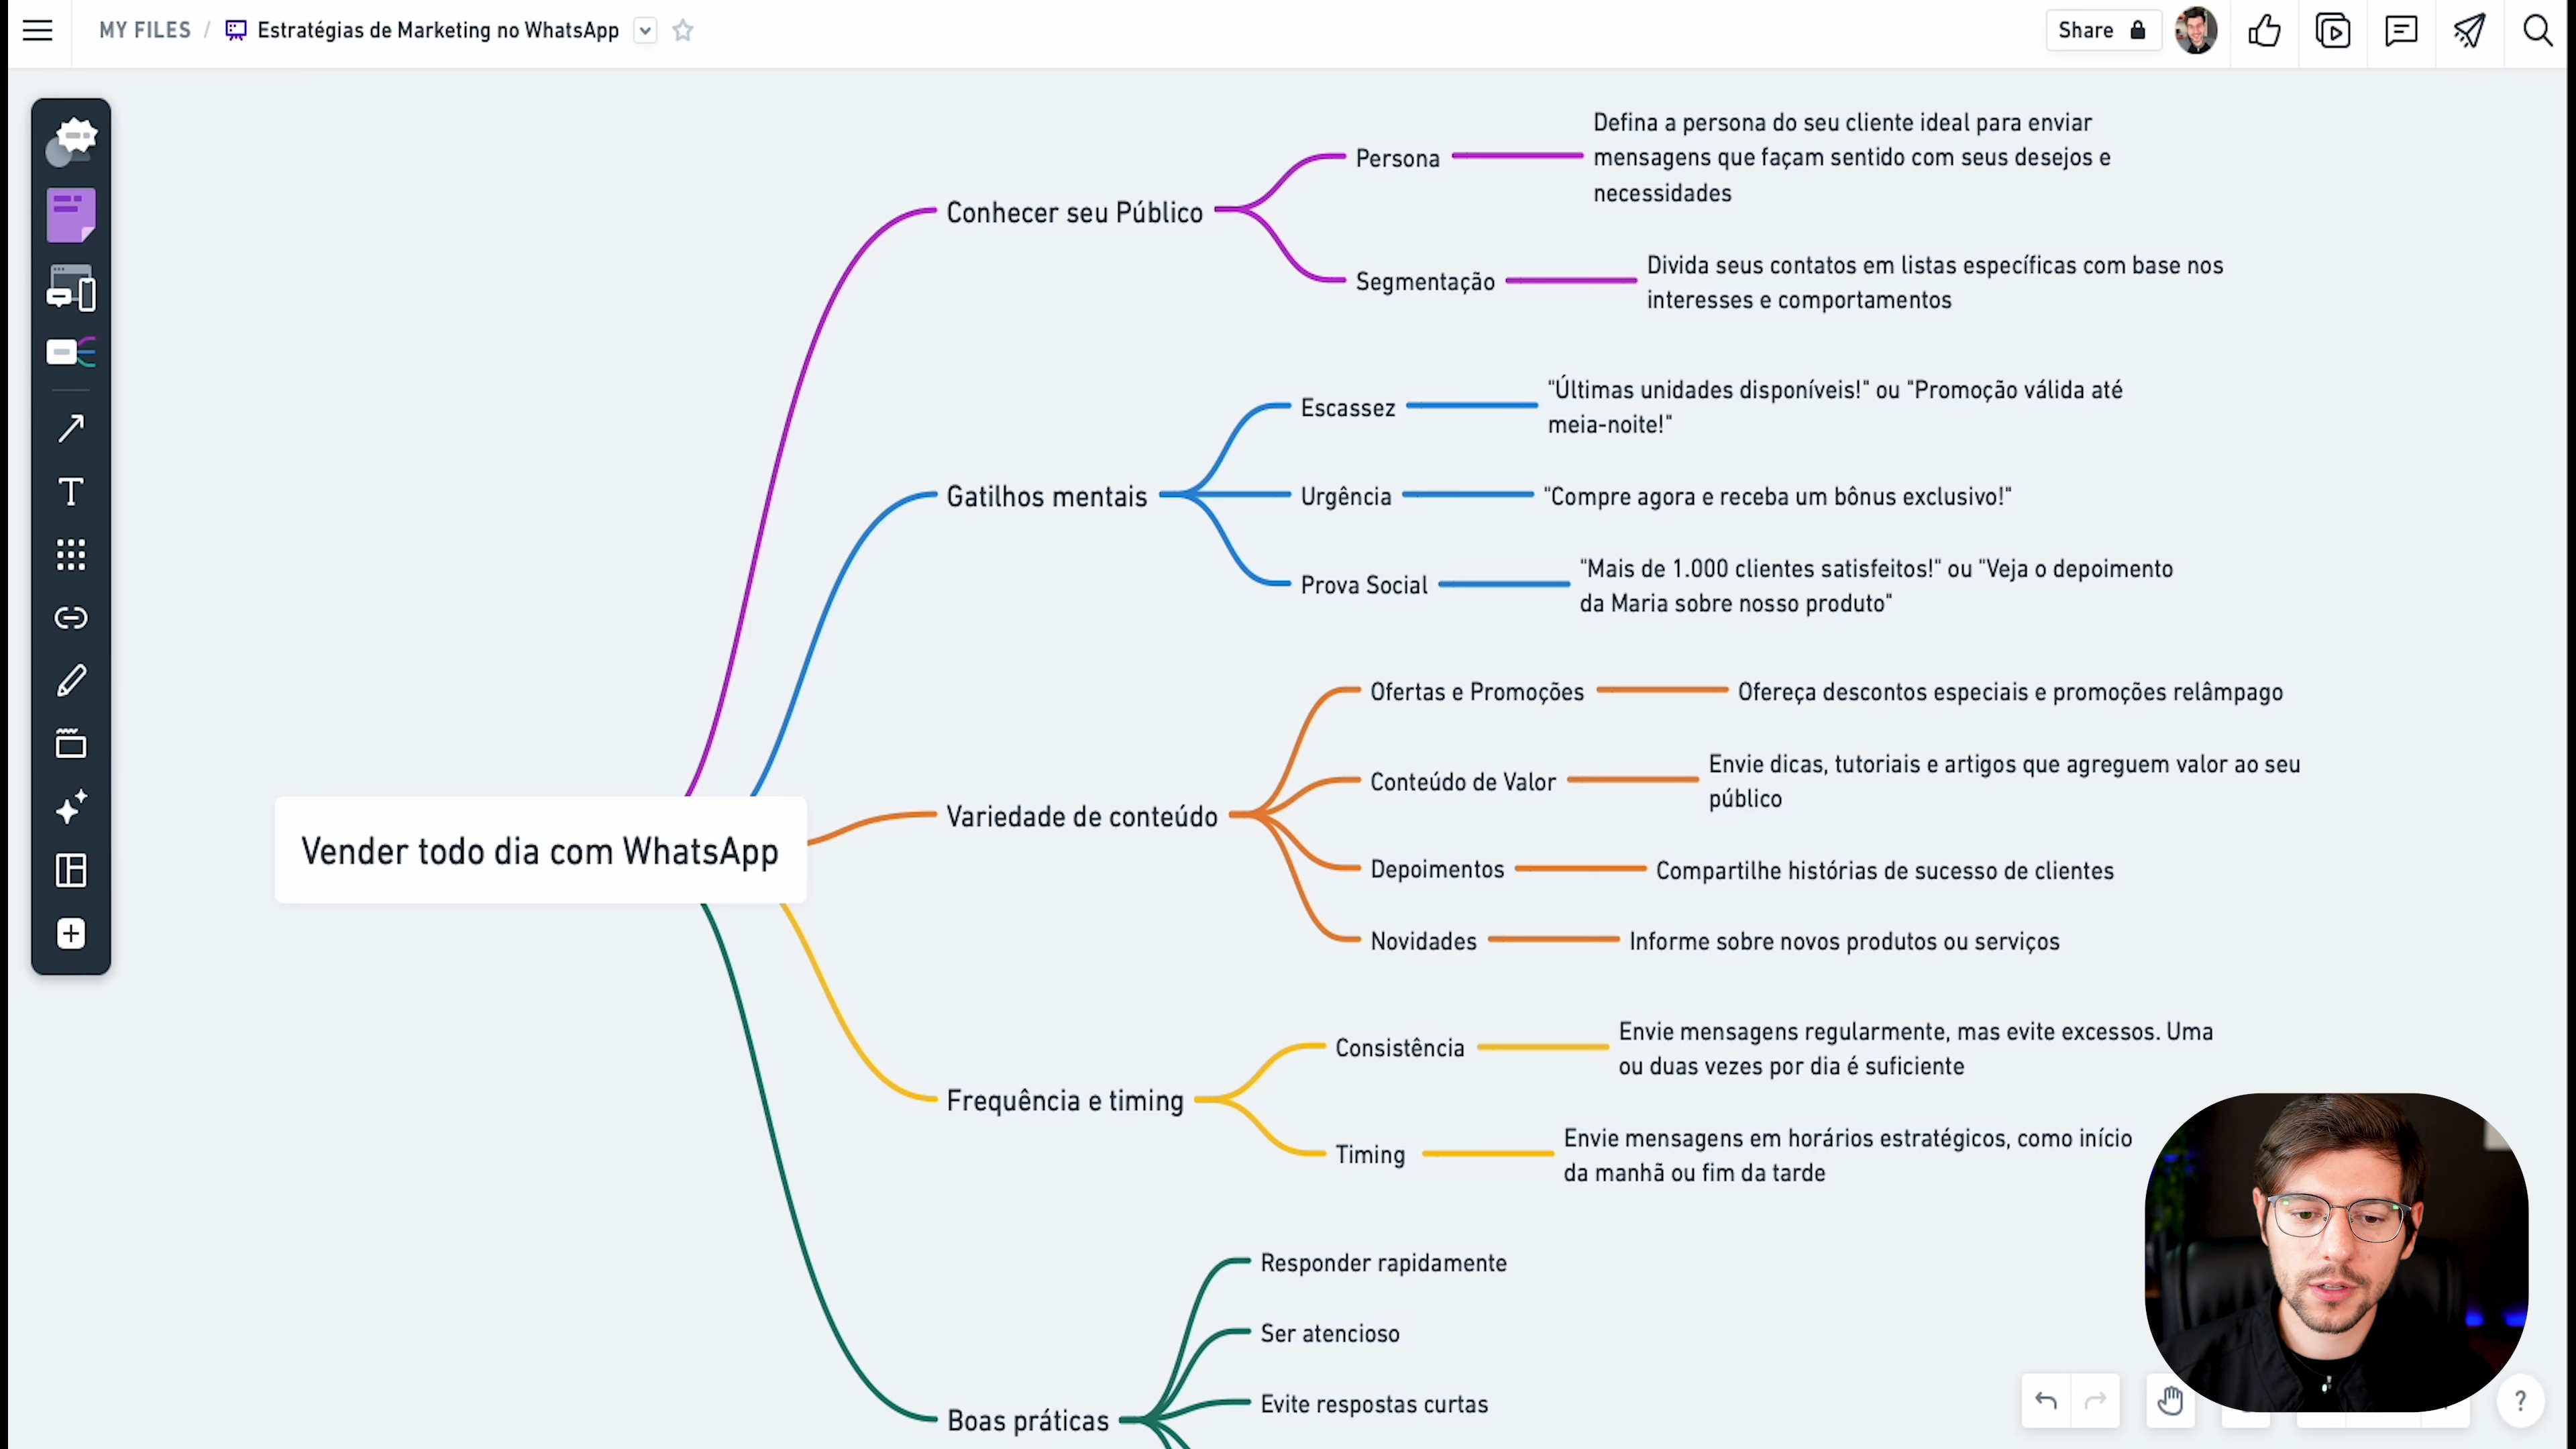 MY FILES / Estratégias de Marketing no WhatsApp
Share
Defina a persona do seu cliente ideal para enviar
mensagens que façam sentido com seus desejos e
necessidades
Persona
Conhecer seu Público
Segmentação
Divida seus contatos em listas específicas com base nos
interesses e comportamentos
Escassez
"Últimas unidades disponíveis!" ou "Promoção válida até
meia-noite!"
Gatilhos mentais
Urgência
"Compre agora e receba um bônus exclusivo!"
Prova Social
"Mais de 1.000 clientes satisfeitos!" ou "Veja o depoimento
da Maria sobre nosso produto"
Ofertas e Promoções
Ofereça descontos especiais e promoções relâmpago
Conteúdo de Valor
Envie dicas, tutoriais e artigos que agreguem valor ao seu
público
Variedade de conteúdo
Vender todo dia com WhatsApp
Depoimentos
Compartilhe histórias de sucesso de clientes
Novidades
Informe sobre novos produtos ou serviços
Consistência
Envie mensagens regularmente, mas evite excessos. Uma
ou duas vezes por dia é suficiente
Frequência e timing
Timing
Envie mensagens em horários estratégicos, como início
da manhã ou fim da tarde
Responder rapidamente
Ser atencioso
Evite respostas curtas
Boas práticas
?